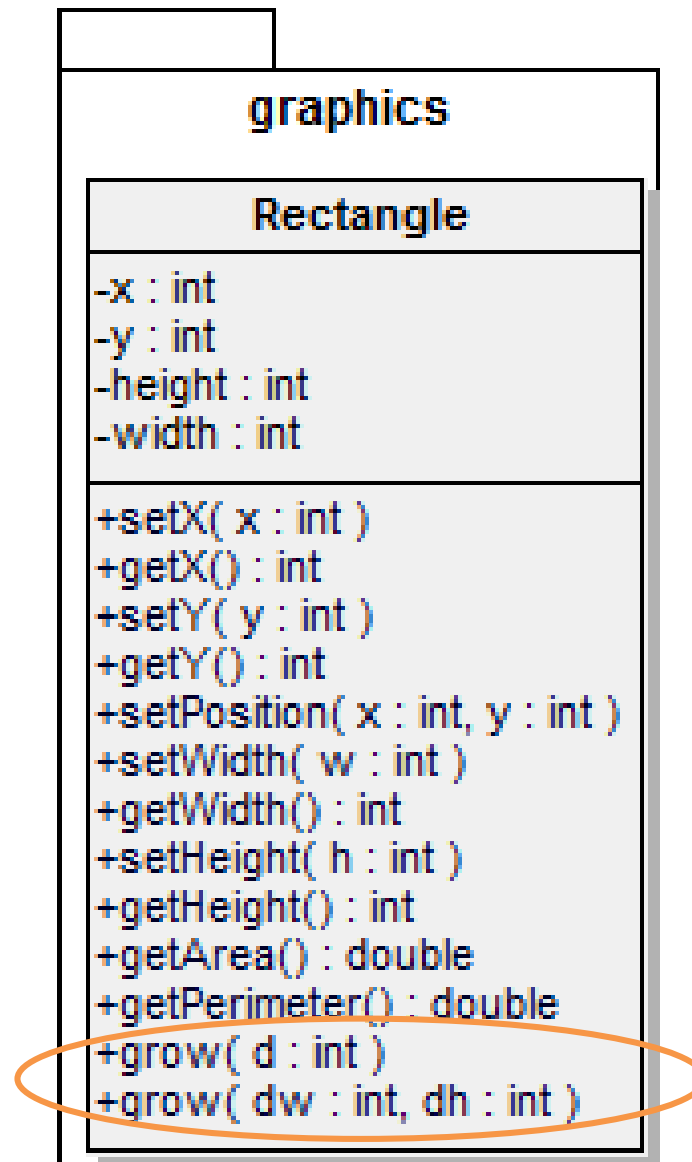 graphics
Rectangle
-x : int
-y : int
-height : int
-width : int
+setX( x : int )
+getX() : int
+setY( y : int )
+getY() : int
+setPosition( x : int, y : int )
+setWidth( w : int )
+getWidth() : int
+setHeight( h : int )
+getHeight() : int
+getArea() : double
+getPerimeter() : double
+grow( d : int )
+grow( dw : int, dh : int )